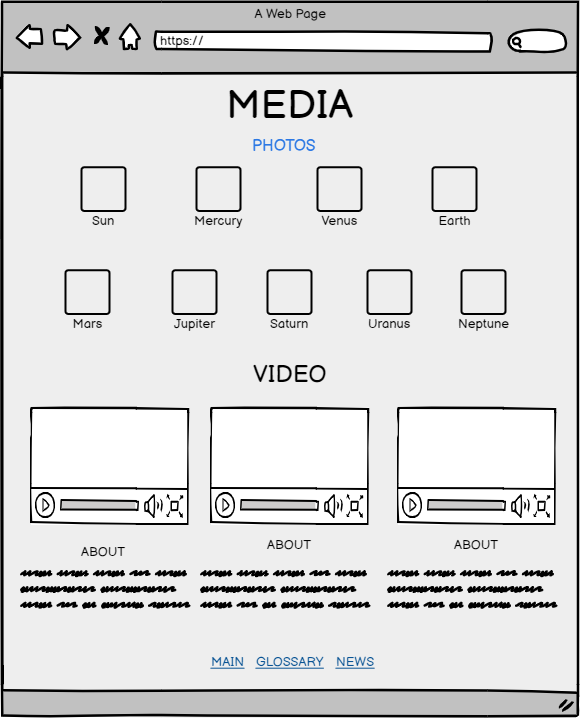 A Web Page
https://
MEDIA
PHOTOS
Sun Mercury Venus Earth
Mars Jupiter Saturn Uranus Neptune
VIDEO
ABOUT ABOUT ABOUT
MAIN GLOSSARY NEWS